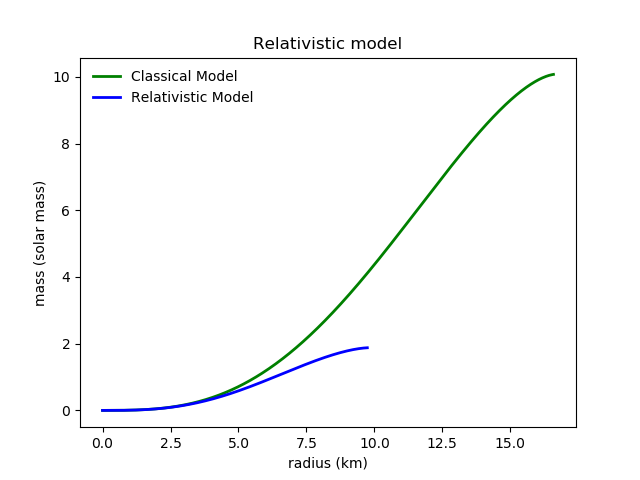 Relativistic model
Classical Model
Relativistic Model
mass (solar mass)
10
8
6
4
2
0
0.0 2.5 5.0 7.5 10.0 12.5 15.0
radius (km)